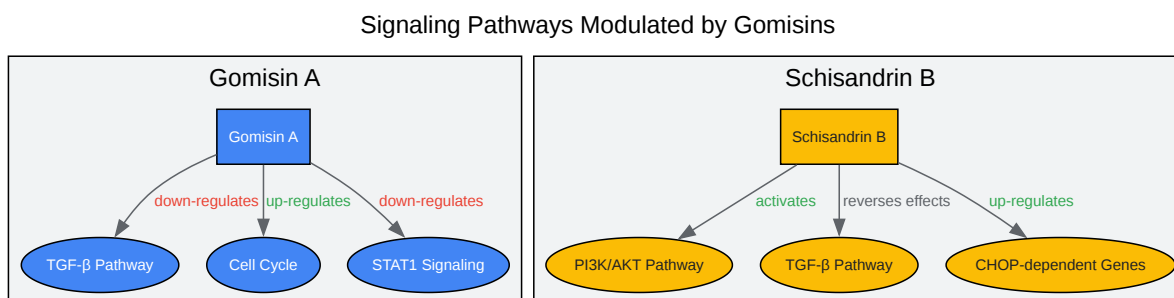 Signaling Pathways Modulated by Gomisins
Gomisin A
Gomisin A
down-regulates
up-regulates
down-regulates
TGF-β Pathway
Cell Cycle
STAT1 Signaling
Schisandrin B
Schisandrin B
activates
reverses effects
up-regulates
PI3K/AKT Pathway
TGF-β Pathway
CHOP-dependent Genes